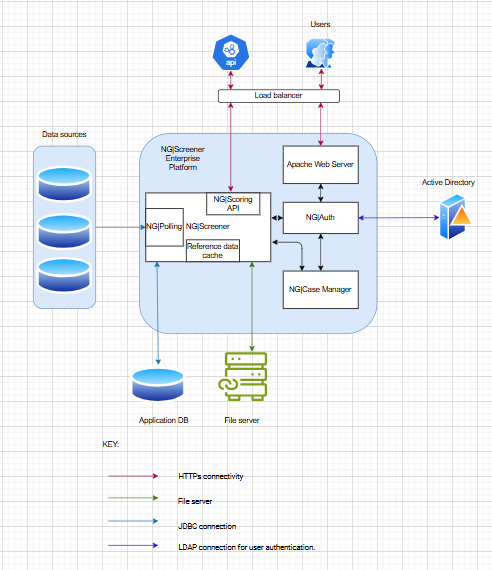 api
Users
Load balancer
Data sources
NG|Screener
Enterprise
Platform
Apache Web Server
Active Directory
NG|Scoring
API
NG|Polling
NG|Screener
NG|Auth
Reference data
cache
NG|Case Manager
Application DB
File server
KEY:
HTTPs connectivity
File server
JDBC connection
LDAP connection for user authentication.